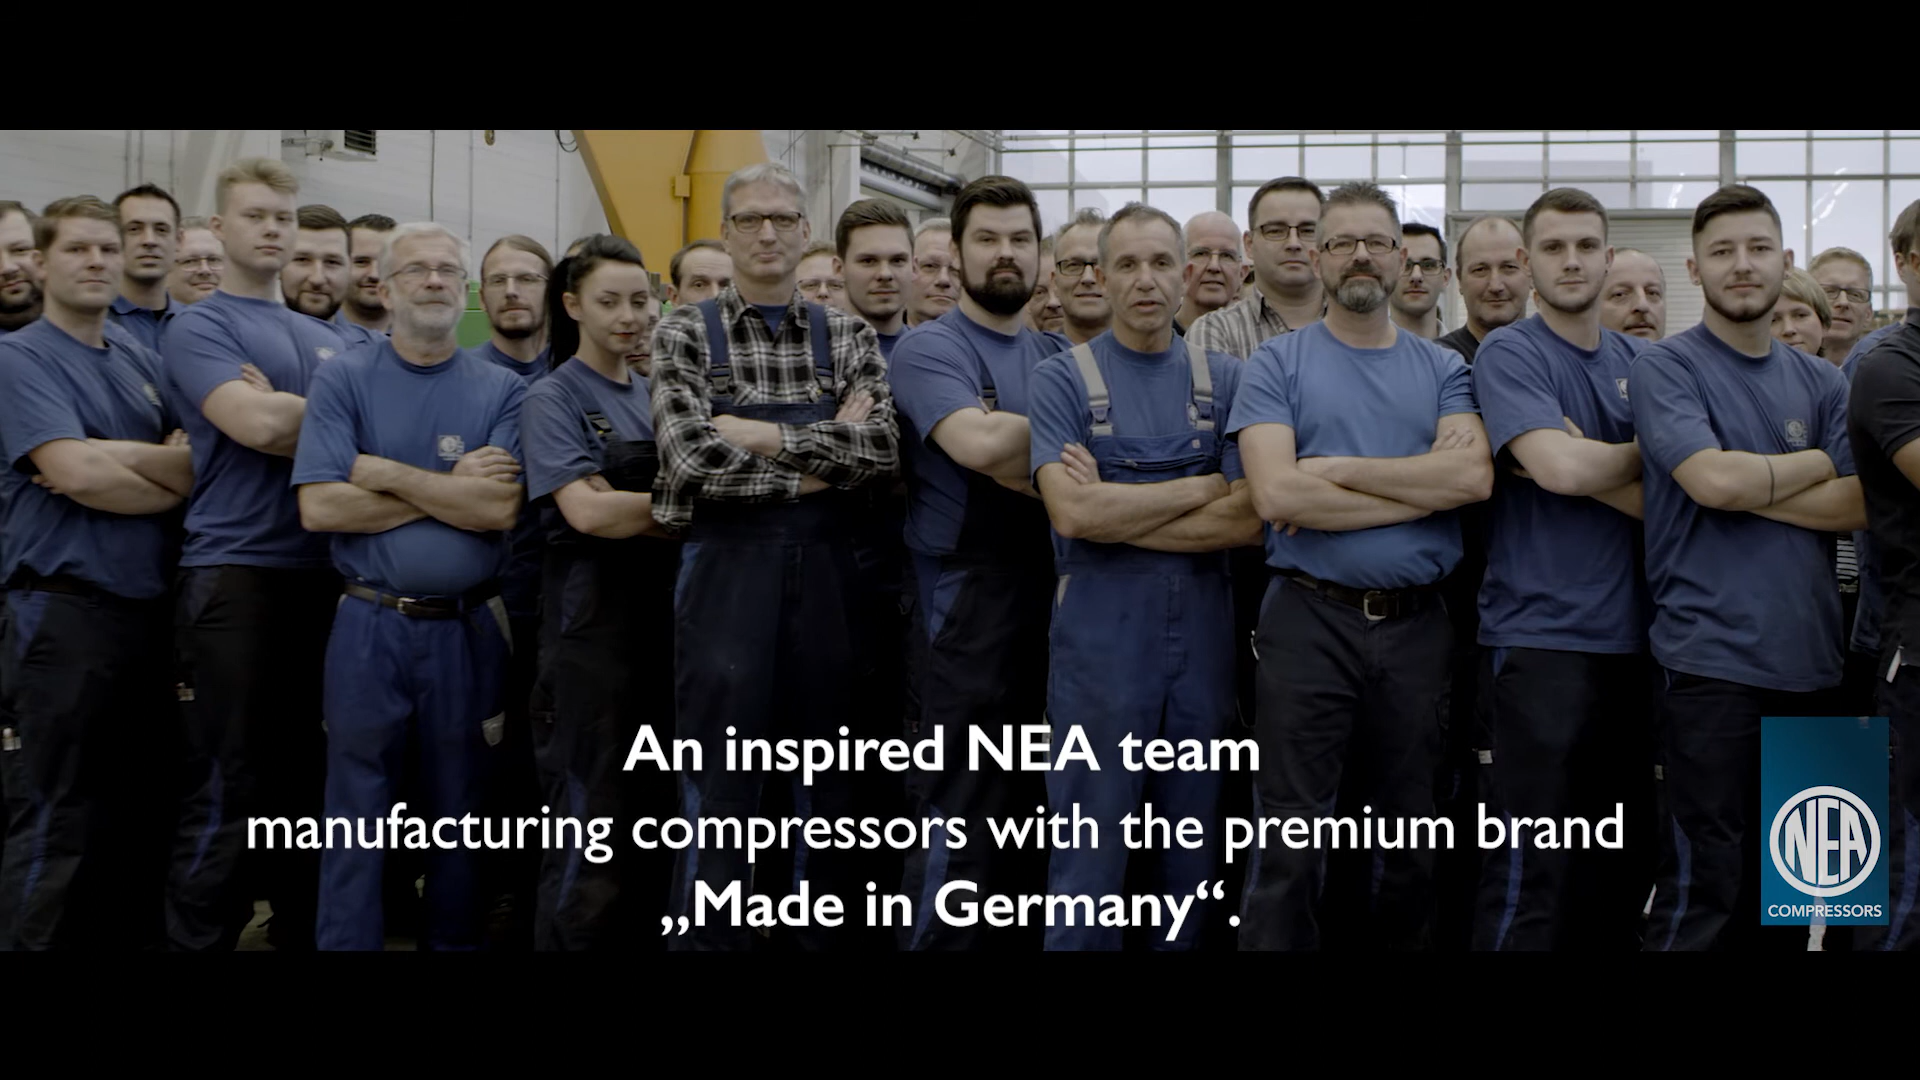 An inspired NEA team
manufacturing compressors with the premium brand
„Made in Germany“.
NEA
COMPRESSORS